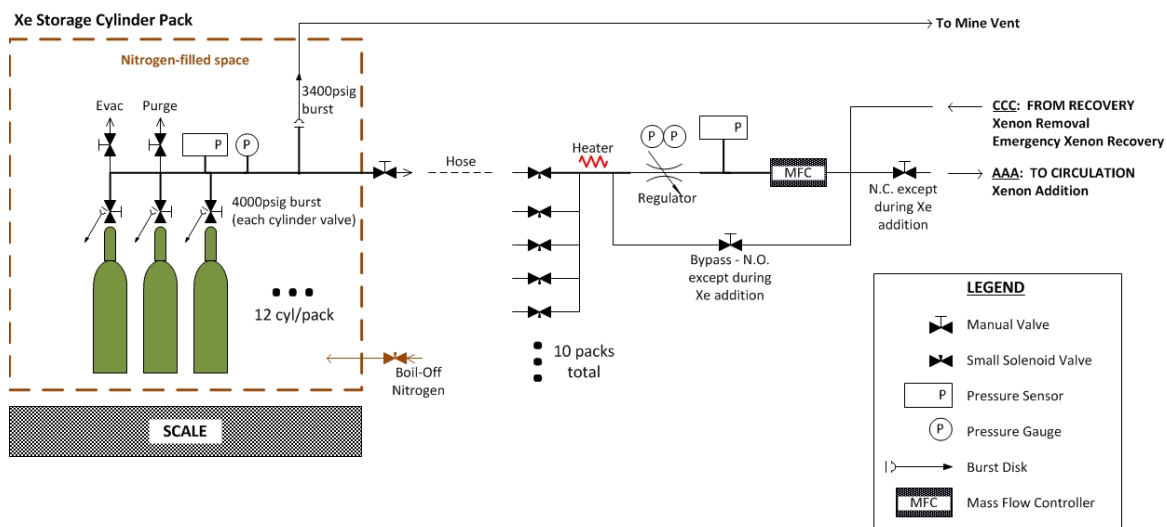 Xe Storage Cylinder Pack
To Mine Vent
Nitrogen-filled space
3400psig
burst
Evac
Purge
P
P
4000psig burst
(each cylinder valve)
12 cyl/pack
SCALE
Boil-Off
Nitrogen
Hose
Heater
P
P
Regulator
P
MFC
Bypass - N.O.
except during
Xe addition
10 packs
total
CCC: FROM RECOVERY
Xenon Removal
Emergency Xenon Recovery
AAA: TO CIRCULATION
Xenon Addition
N.C. except
during Xe
addition
LEGEND
Manual Valve
Small Solenoid Valve
P
Pressure Sensor
P
Pressure Gauge
Burst Disk
MFC
Mass Flow Controller